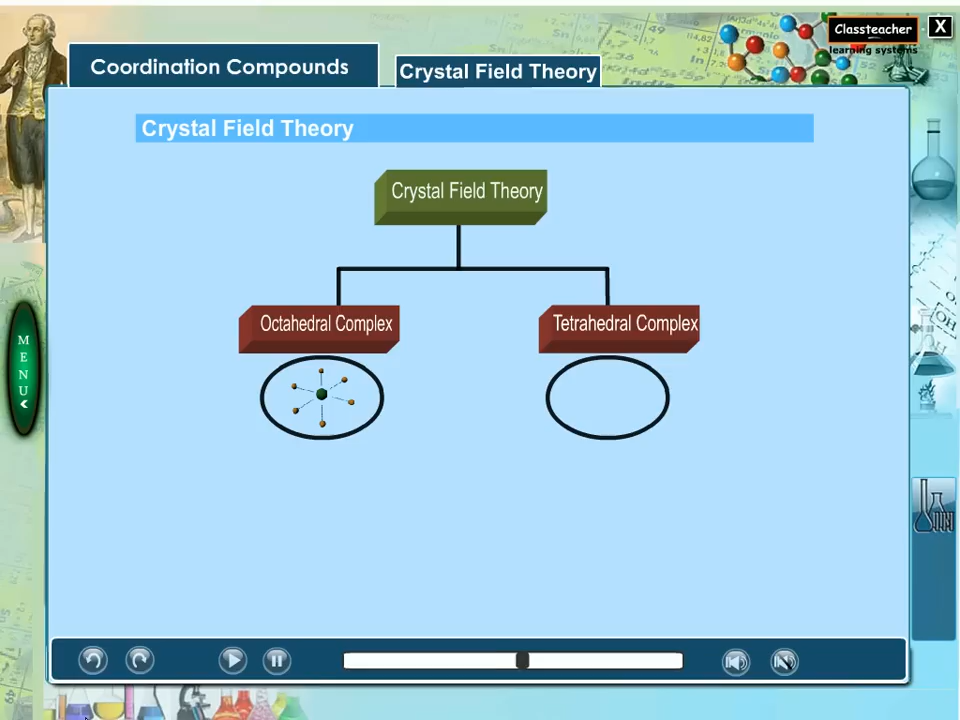 Classteacher
learning systems
X
Coordination Compounds
Crystal Field Theory
Crystal Field Theory
Crystal Field Theory
Octahedral Complex
Tetrahedral Complex
MENU